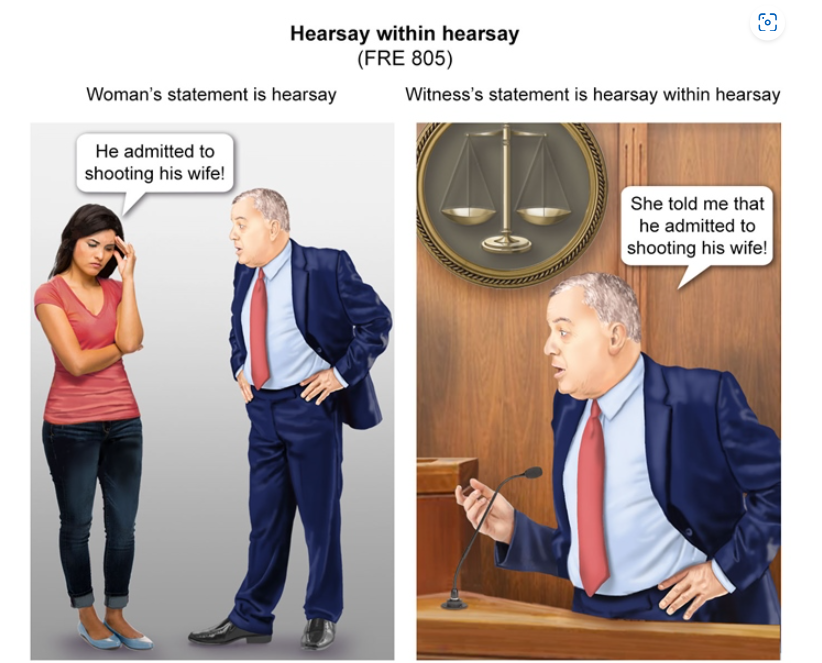 Hearsay within hearsay
(FRE 805)
Woman's statement is hearsay
Witness's statement is hearsay within hearsay
He admitted to
shooting his wife!
She told me that
he admitted to
shooting his wife!